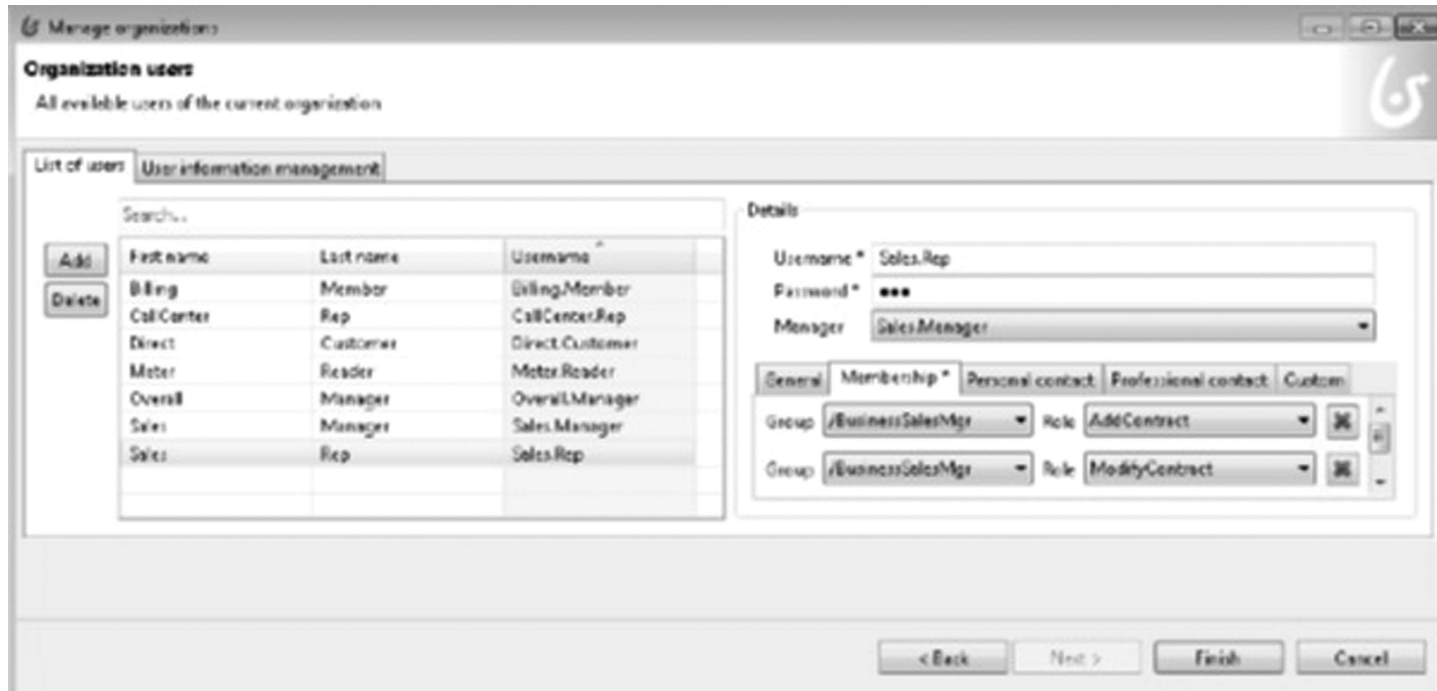 Manage organizations
Organization users
All available users of the current organization
List of users User information management
Search...
Details
Add
Delete
First name Last name Username
Billing Member Billing.Member
CallCenter Rep CallCenter.Rep
Direct Customer Direct.Customer
Meter Reader Meter.Reader
Overall Manager Overall.Manager
Sales Manager Sales.Manager
Sales Rep Sales.Rep
Username * Sales.Rep
Password * ●●●
Manager Sales.Manager
General Membership * Personal contact Professional contact Custom
Group /BusinessSalesMgr Role AddContract
Group /BusinessSalesMgr Role ModifyContract
< Back Next > Finish Cancel